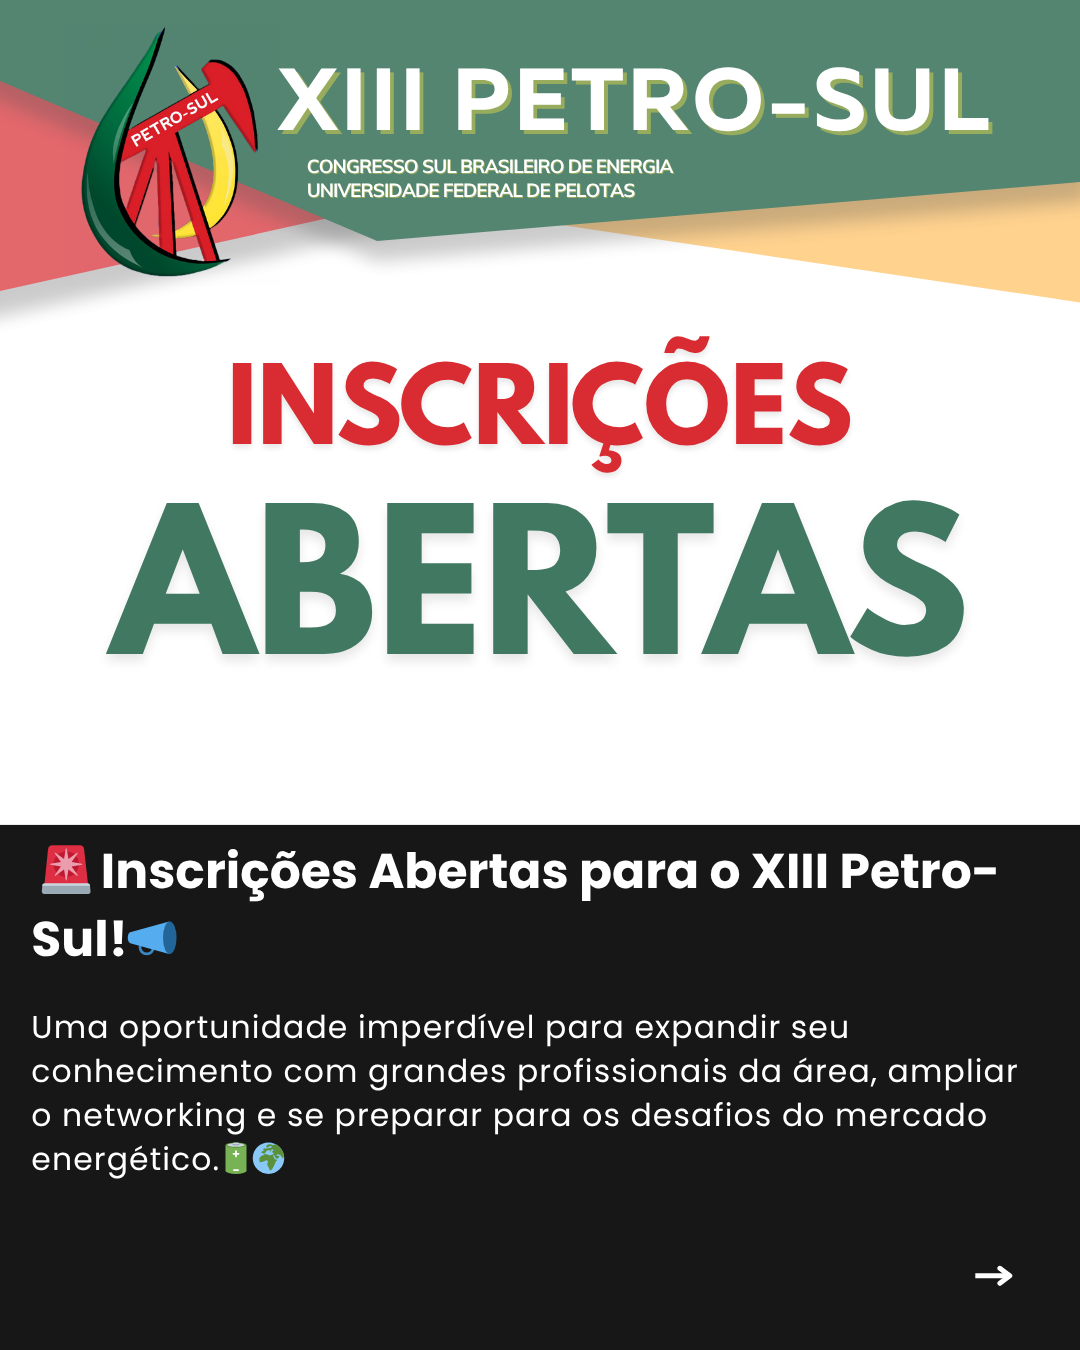 PETRO-SUL
XIII PETRO-SUL
CONGRESSO SUL BRASILEIRO DE ENERGIA
UNIVERSIDADE FEDERAL DE PELOTAS
INSCRIÇÕES
ABERTAS
🚨Inscrições Abertas para o XIII Petro-
Sul!📣
Uma oportunidade imperdível para expandir seu
conhecimento com grandes profissionais da área, ampliar
o networking e se preparar para os desafios do mercado
energético.🔋🌍
→